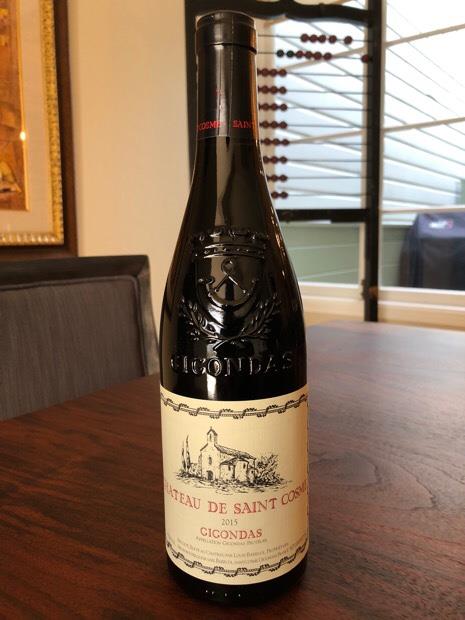 COSME SAINT
GIGONDAS
CHATEAU DE SAINT COSME
2015
GIGONDAS
APPELLATION GIGONDAS PROTÉGÉE